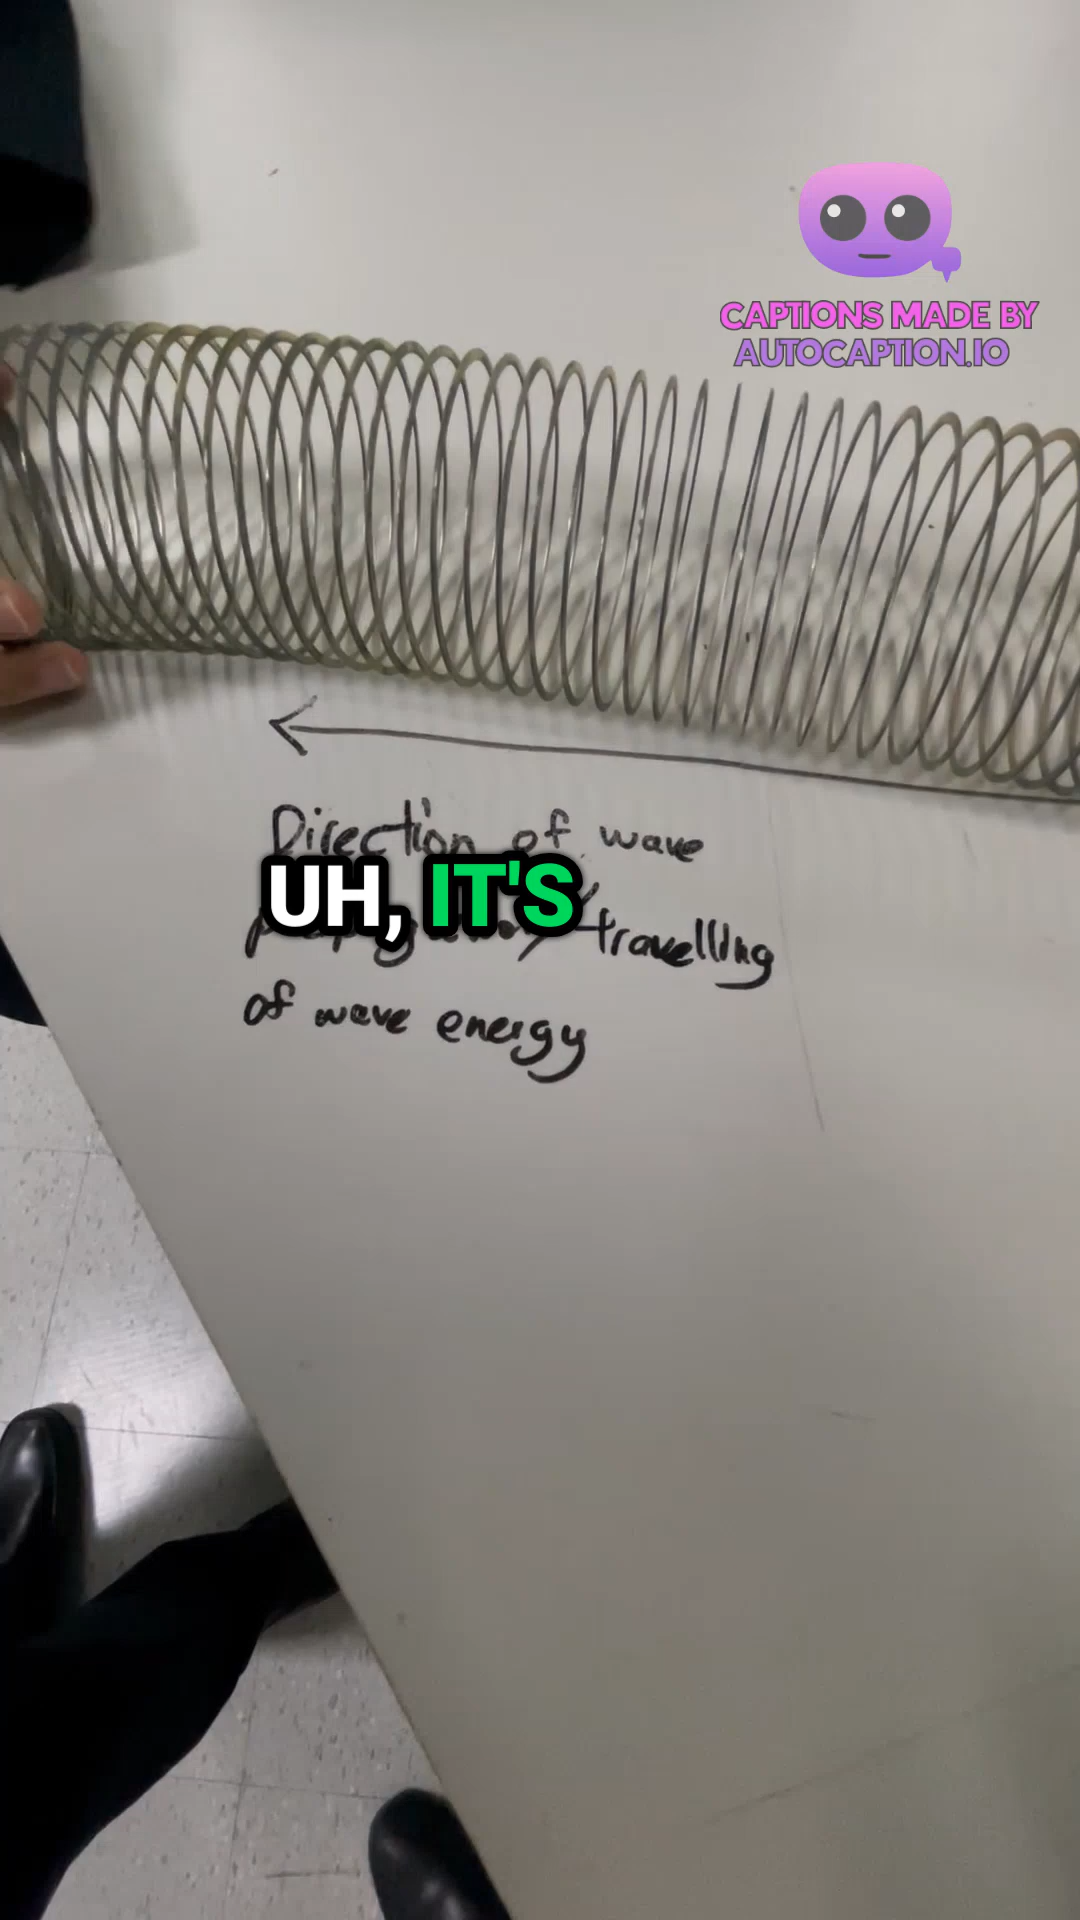 CAPTIONS MADE BY
AUTOCAPTION.IO
Direction of wave
UH, IT'S
travelling
of wave energy